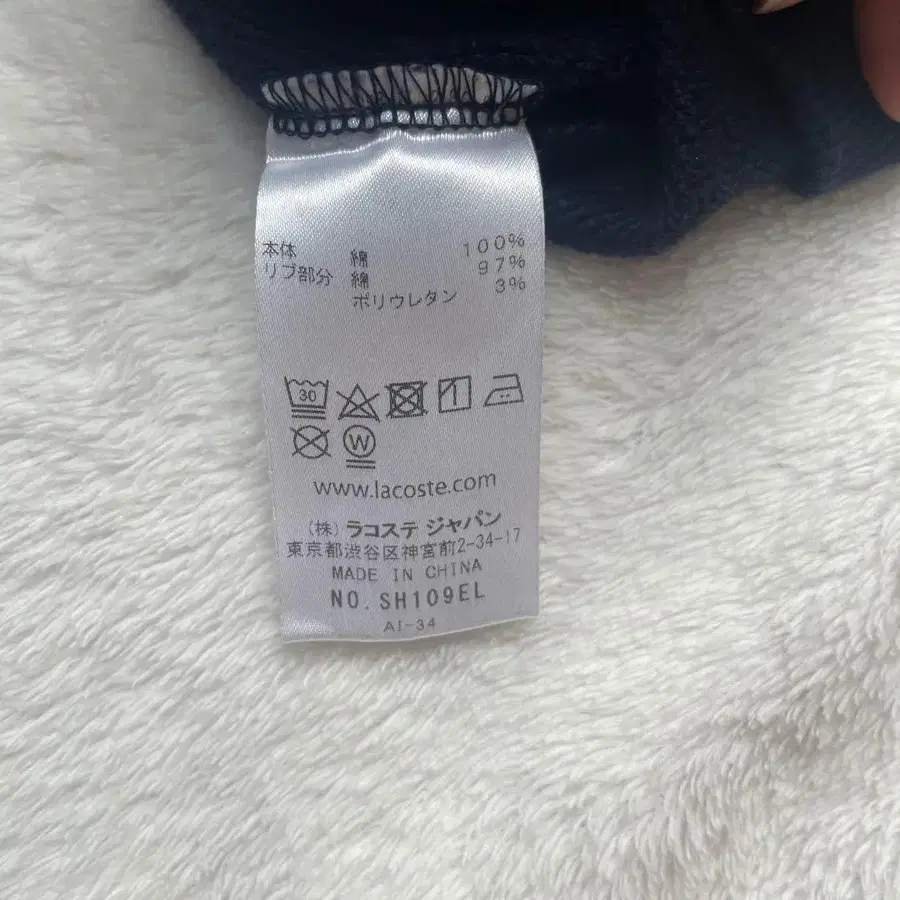 本体 綿 100%
リブ部分 綿 97%
ポリウレタン 3%
30
W
www.lacoste.com
(株) ラコステ ジャパン
東京都渋谷区神宮前2-34-17
MADE IN CHINA
NO. SH109EL
AI-34